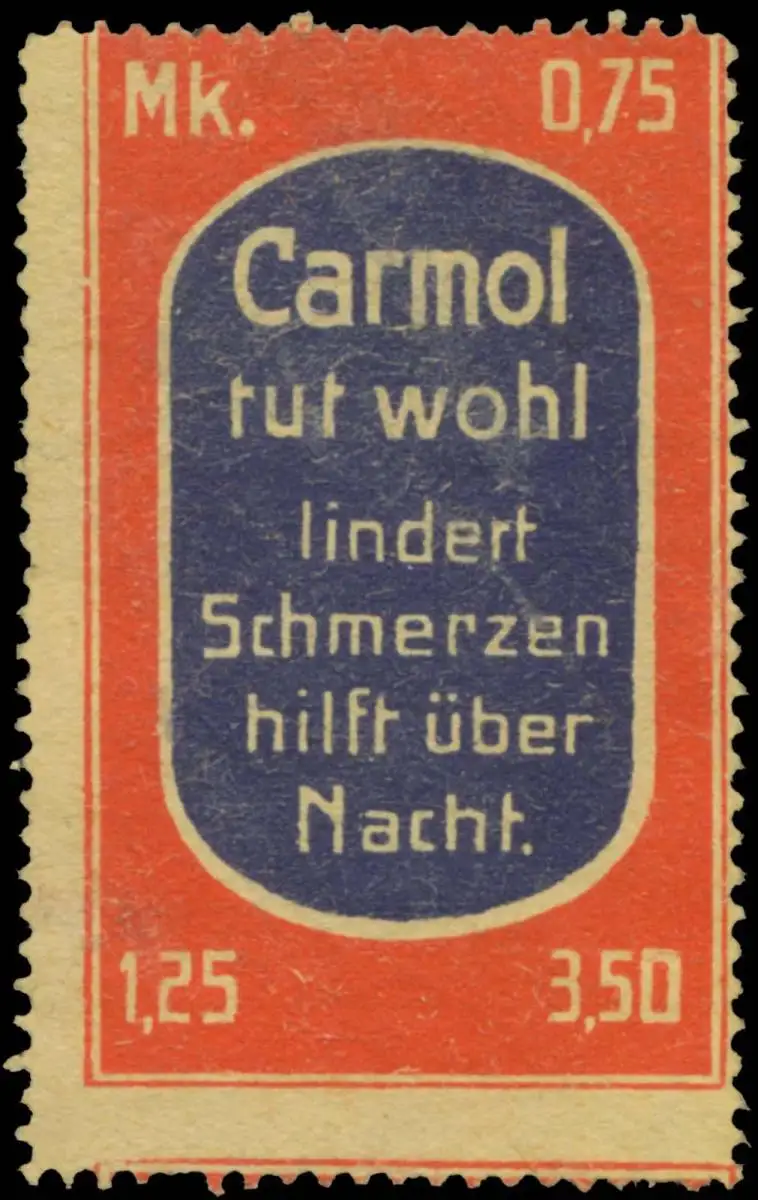 Mk. 0,75
Carmol
tut wohl
lindert
Schmerzen
hilft über
Nacht.
1,25 3,50